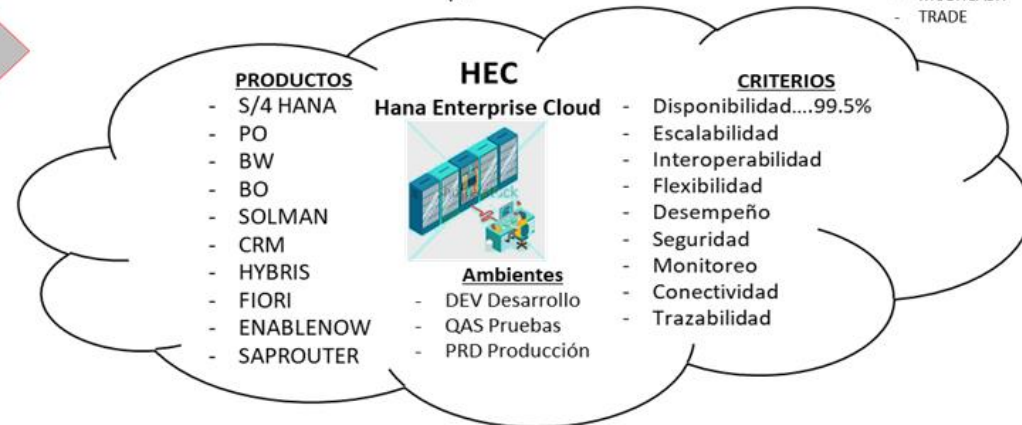 - TRADE
HEC
Hana Enterprise Cloud
PRODUCTOS
- S/4 HANA
- PO
- BW
- BO
- SOLMAN
- CRM
- HYBRIS
- FIORI
- ENABLENOW
- SAPROUTER
Ambientes
- DEV Desarrollo
- QAS Pruebas
- PRD Producción
CRITERIOS
- Disponibilidad....99.5%
- Escalabilidad
- Interoperabilidad
- Flexibilidad
- Desempeño
- Seguridad
- Monitoreo
- Conectividad
- Trazabilidad